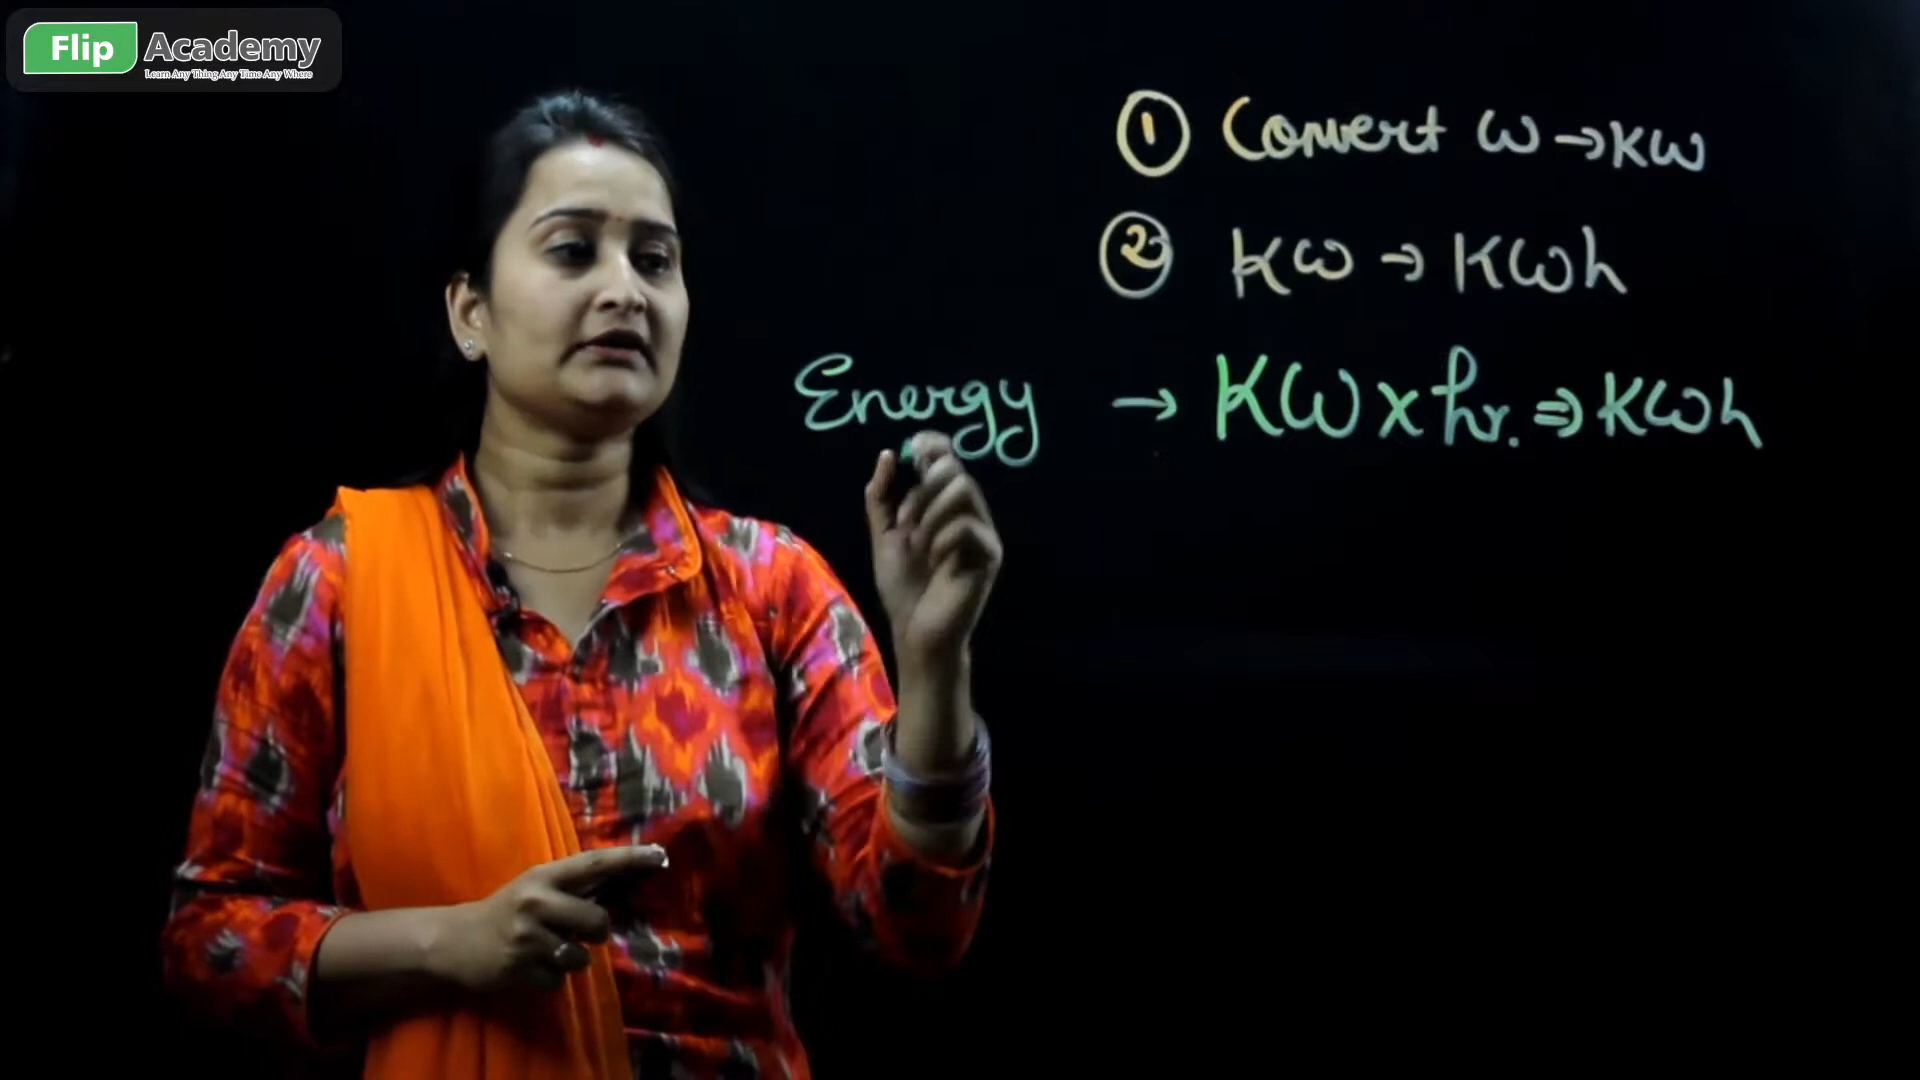 Flip Academy
Learn Any Thing Any Time Any Where
① Convert W → KW
② KW → KWh
Energy → KW x hr. ⇒ KWh